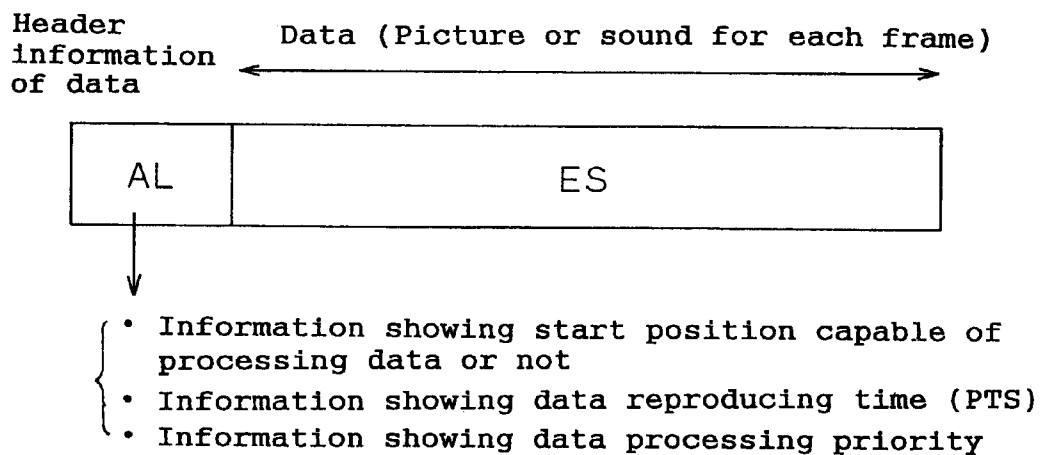 Header
information
of data
Data (Picture or sound for each frame)
AL
ES
• Information showing start position capable of
processing data or not
• Information showing data reproducing time (PTS)
• Information showing data processing priority